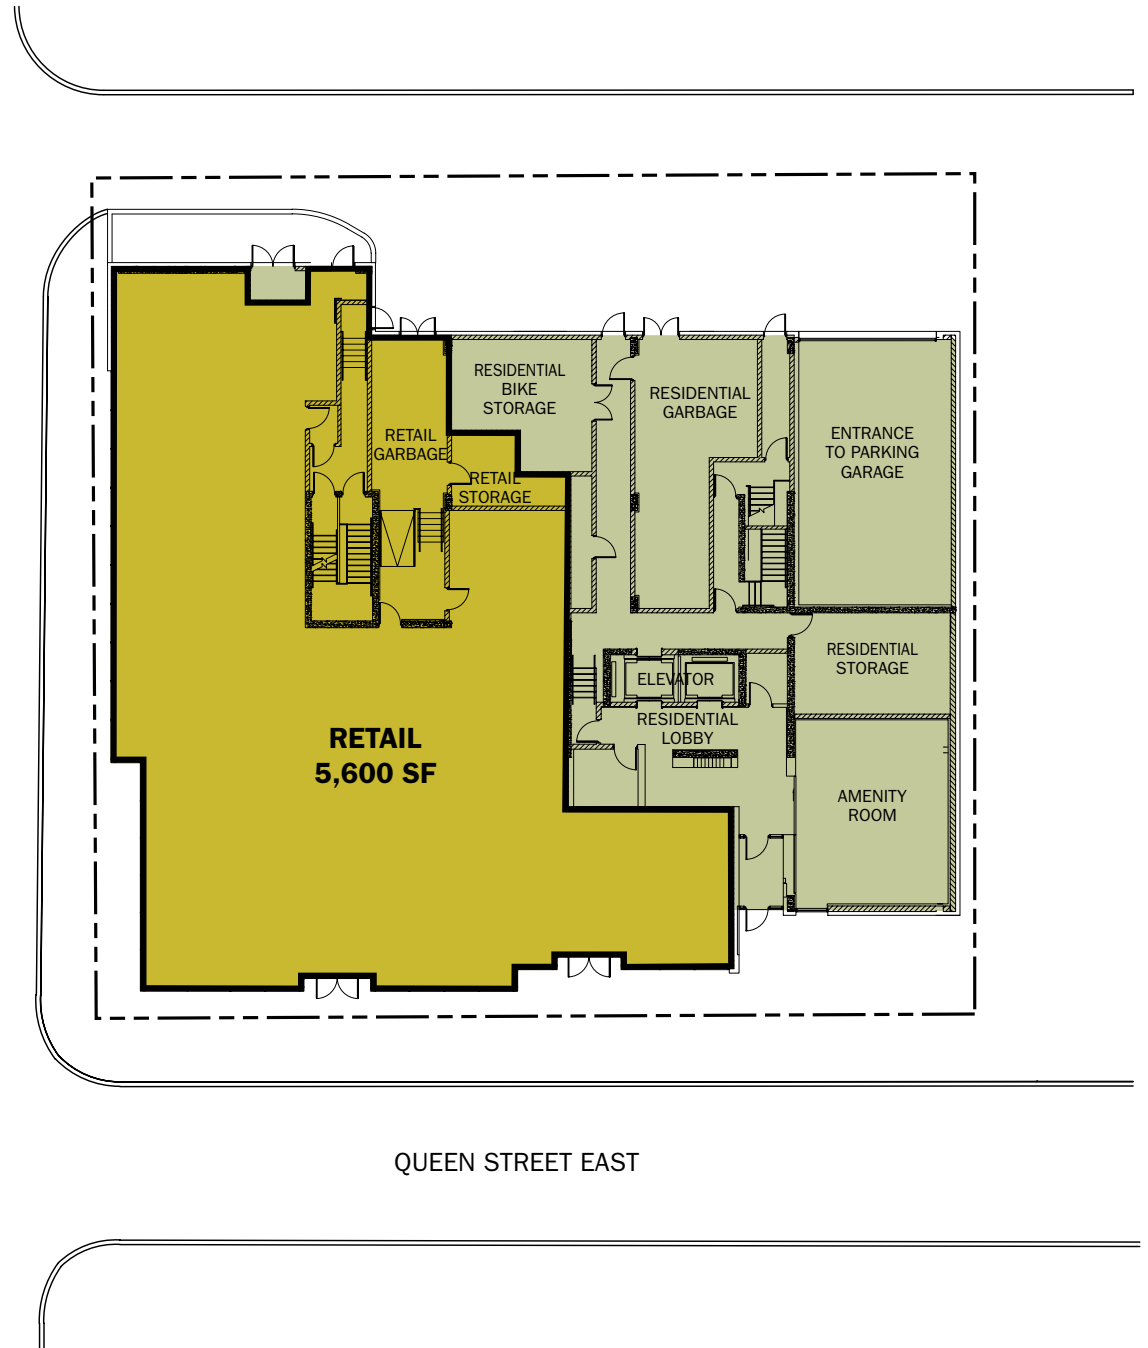 RESIDENTIAL
BIKE
STORAGE
RESIDENTIAL
GARBAGE
RETAIL
GARBAGE
ENTRANCE
TO PARKING
GARAGE
RETAIL
STORAGE
RESIDENTIAL
STORAGE
ELEVATOR
RESIDENTIAL
LOBBY
RETAIL
5,600 SF
AMENITY
ROOM
QUEEN STREET EAST